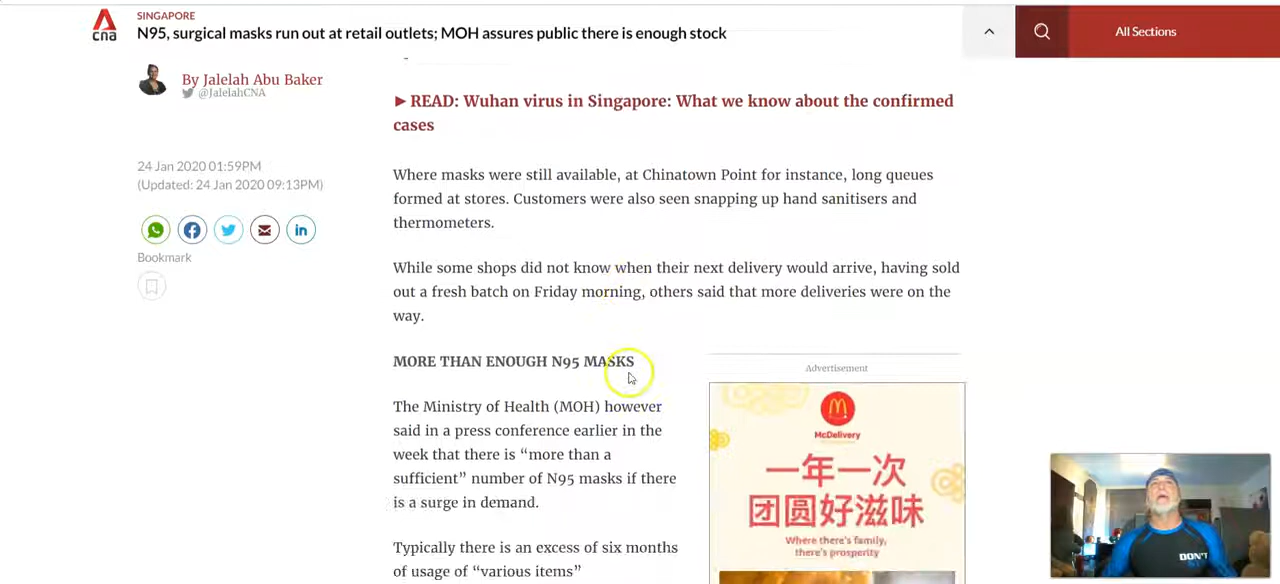 cna
SINGAPORE
N95, surgical masks run out at retail outlets; MOH assures public there is enough stock
All Sections
By Jalelah Abu Baker
@JalelahCNA
24 Jan 2020 01:59PM
(Updated: 24 Jan 2020 09:13PM)
Bookmark
►READ: Wuhan virus in Singapore: What we know about the confirmed
cases
Where masks were still available, at Chinatown Point for instance, long queues
formed at stores. Customers were also seen snapping up hand sanitisers and
thermometers.
While some shops did not know when their next delivery would arrive, having sold
out a fresh batch on Friday morning, others said that more deliveries were on the
way.
MORE THAN ENOUGH N95 MASKS
The Ministry of Health (MOH) however
said in a press conference earlier in the
week that there is “more than a
sufficient” number of N95 masks if there
is a surge in demand.
Typically there is an excess of six months
of usage of “various items”
Advertisement
McDelivery
一年一次
团圆好滋味
Where there's family,
there's prosperity
DON'T